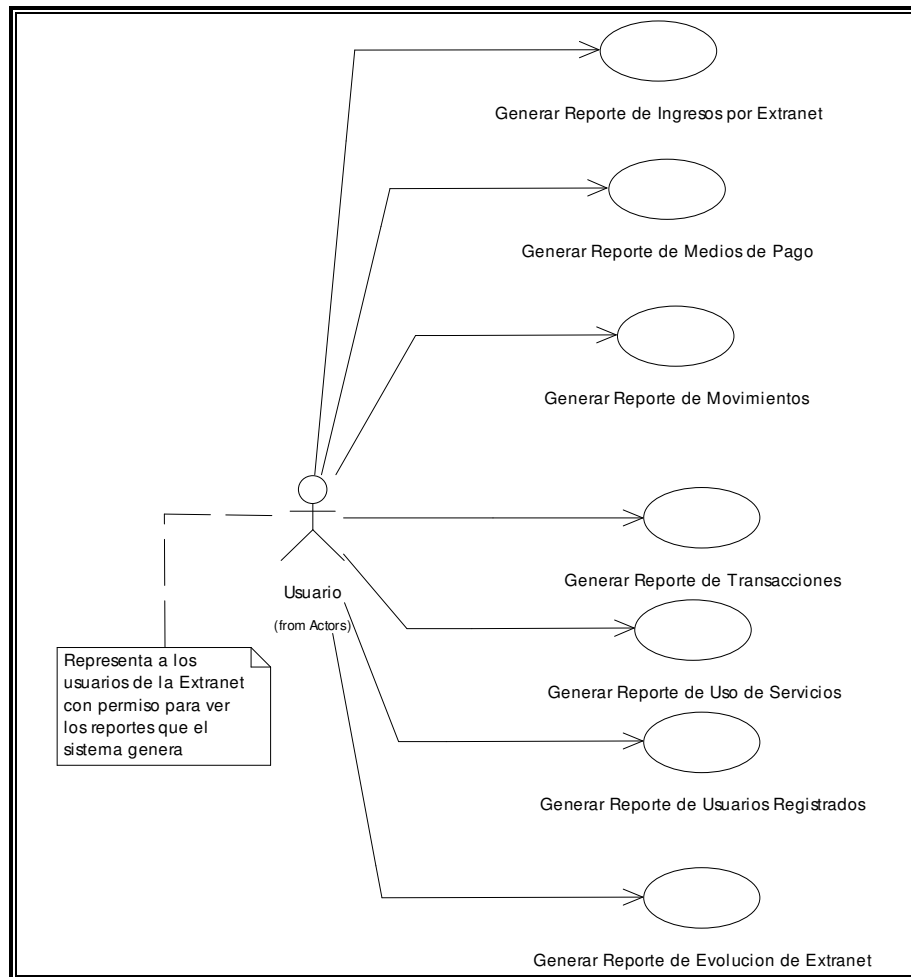 Generar Reporte de Ingresos por Extranet
Generar Reporte de Medios de Pago
Generar Reporte de Movimientos
Generar Reporte de Transacciones
Usuario
(from Actors)
Representa a los
usuarios de la Extranet
con permiso para ver
los reportes que el
sistema genera
Generar Reporte de Uso de Servicios
Generar Reporte de Usuarios Registrados
Generar Reporte de Evolucion de Extranet